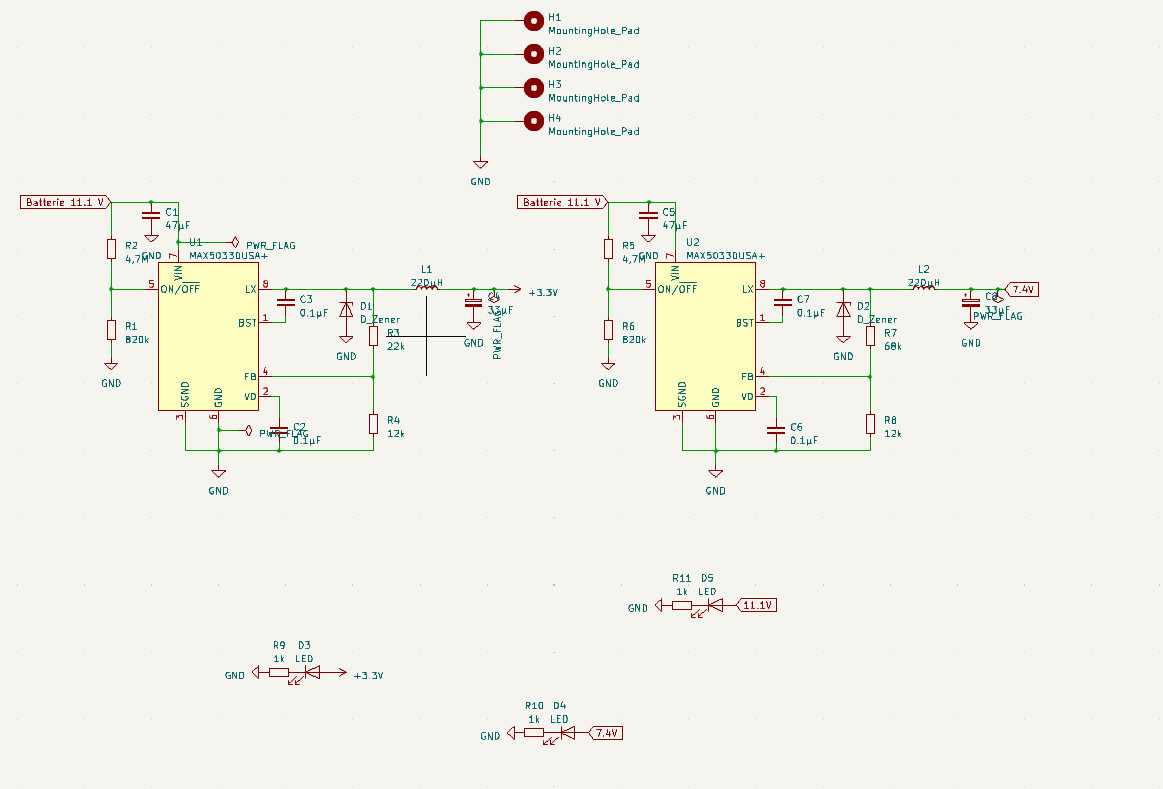 H1
MountingHole_Pad
H2
MountingHole_Pad
H3
MountingHole_Pad
H4
MountingHole_Pad
GND
Batterie 11.1 V
C1
47µF
GND
R2
4,7M
U1
MAX5033DUSA+
PWR_FLAG
7
VIN
5
ON/OFF
LX
8
BST
1
FB
4
VD
2
SGND
GND
3
6
R1
820k
GND
C3
0.1µF
D1
D_Zener
GND
R3
22k
L1
220µH
C4
33µF
GND
PWR_FLAG
+3.3V
R4
12k
C2
0.1µF
PWR_FLAG
GND
Batterie 11.1 V
C5
47µF
GND
R5
4,7M
U2
MAX5033DUSA+
7
VIN
5
ON/OFF
LX
8
BST
1
FB
4
VD
2
SGND
GND
3
6
R6
820k
GND
C7
0.1µF
D2
D_Zener
GND
R7
68k
L2
220µH
C8
33µF
PWR_FLAG
GND
7.4V
R8
12k
C6
0.1µF
GND
R11 D5
1k LED
GND
11.1V
R9 D3
1k LED
GND
+3.3V
R10 D4
1k LED
GND
7.4V